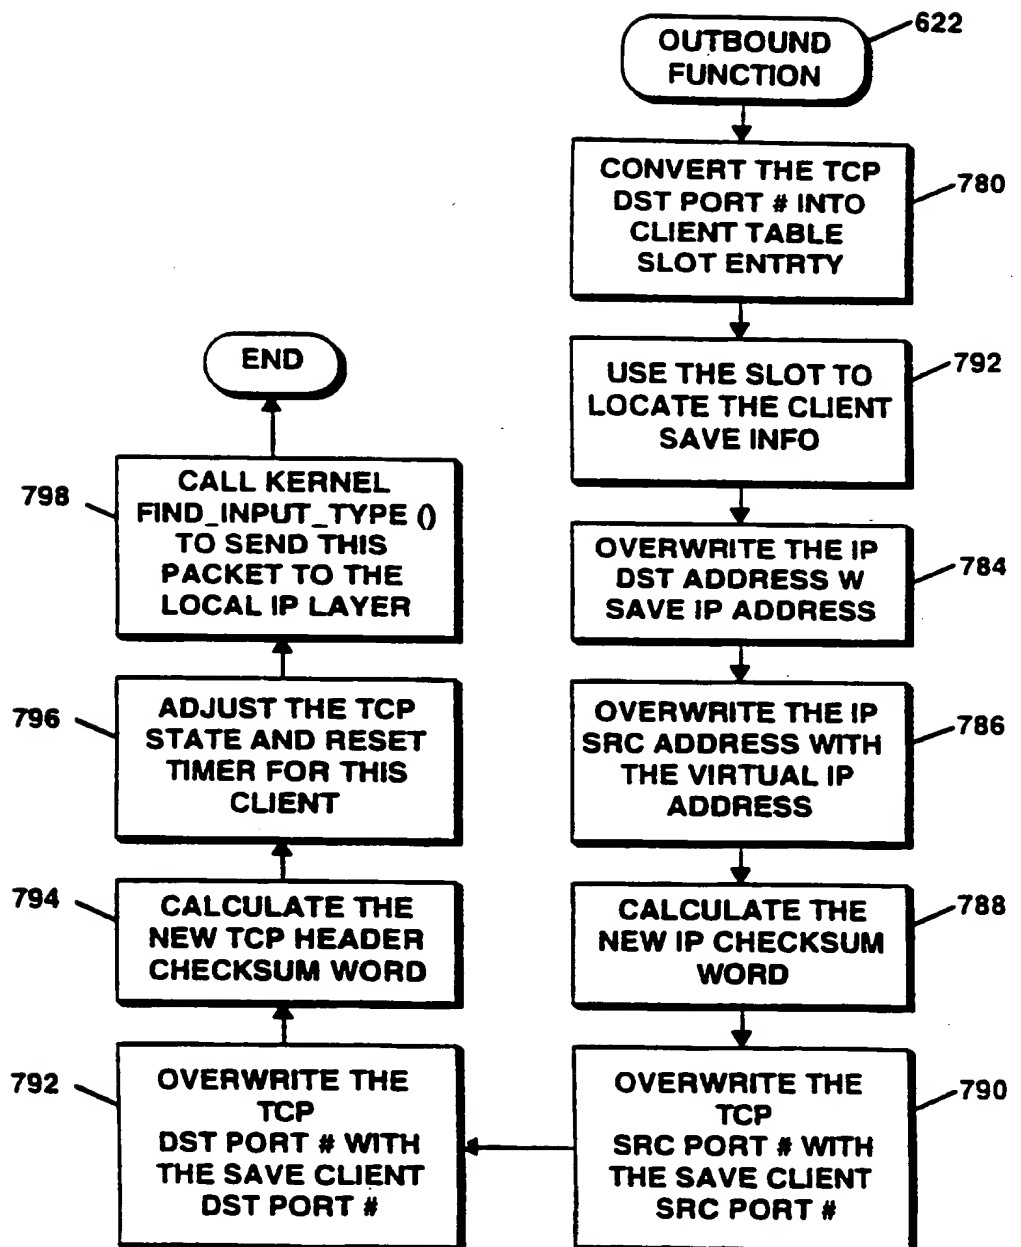 OUTBOUND
FUNCTION
622
CONVERT THE TCP
DST PORT # INTO
CLIENT TABLE
SLOT ENTRTY
780
USE THE SLOT TO
LOCATE THE CLIENT
SAVE INFO
792
OVERWRITE THE IP
DST ADDRESS W
SAVE IP ADDRESS
784
OVERWRITE THE IP
SRC ADDRESS WITH
THE VIRTUAL IP
ADDRESS
786
CALCULATE THE
NEW IP CHECKSUM
WORD
788
OVERWRITE THE
TCP
SRC PORT # WITH
THE SAVE CLIENT
SRC PORT #
790
792
OVERWRITE THE
TCP
DST PORT # WITH
THE SAVE CLIENT
DST PORT #
794
CALCULATE THE
NEW TCP HEADER
CHECKSUM WORD
796
ADJUST THE TCP
STATE AND RESET
TIMER FOR THIS
CLIENT
798
CALL KERNEL
FIND_INPUT_TYPE ()
TO SEND THIS
PACKET TO THE
LOCAL IP LAYER
END